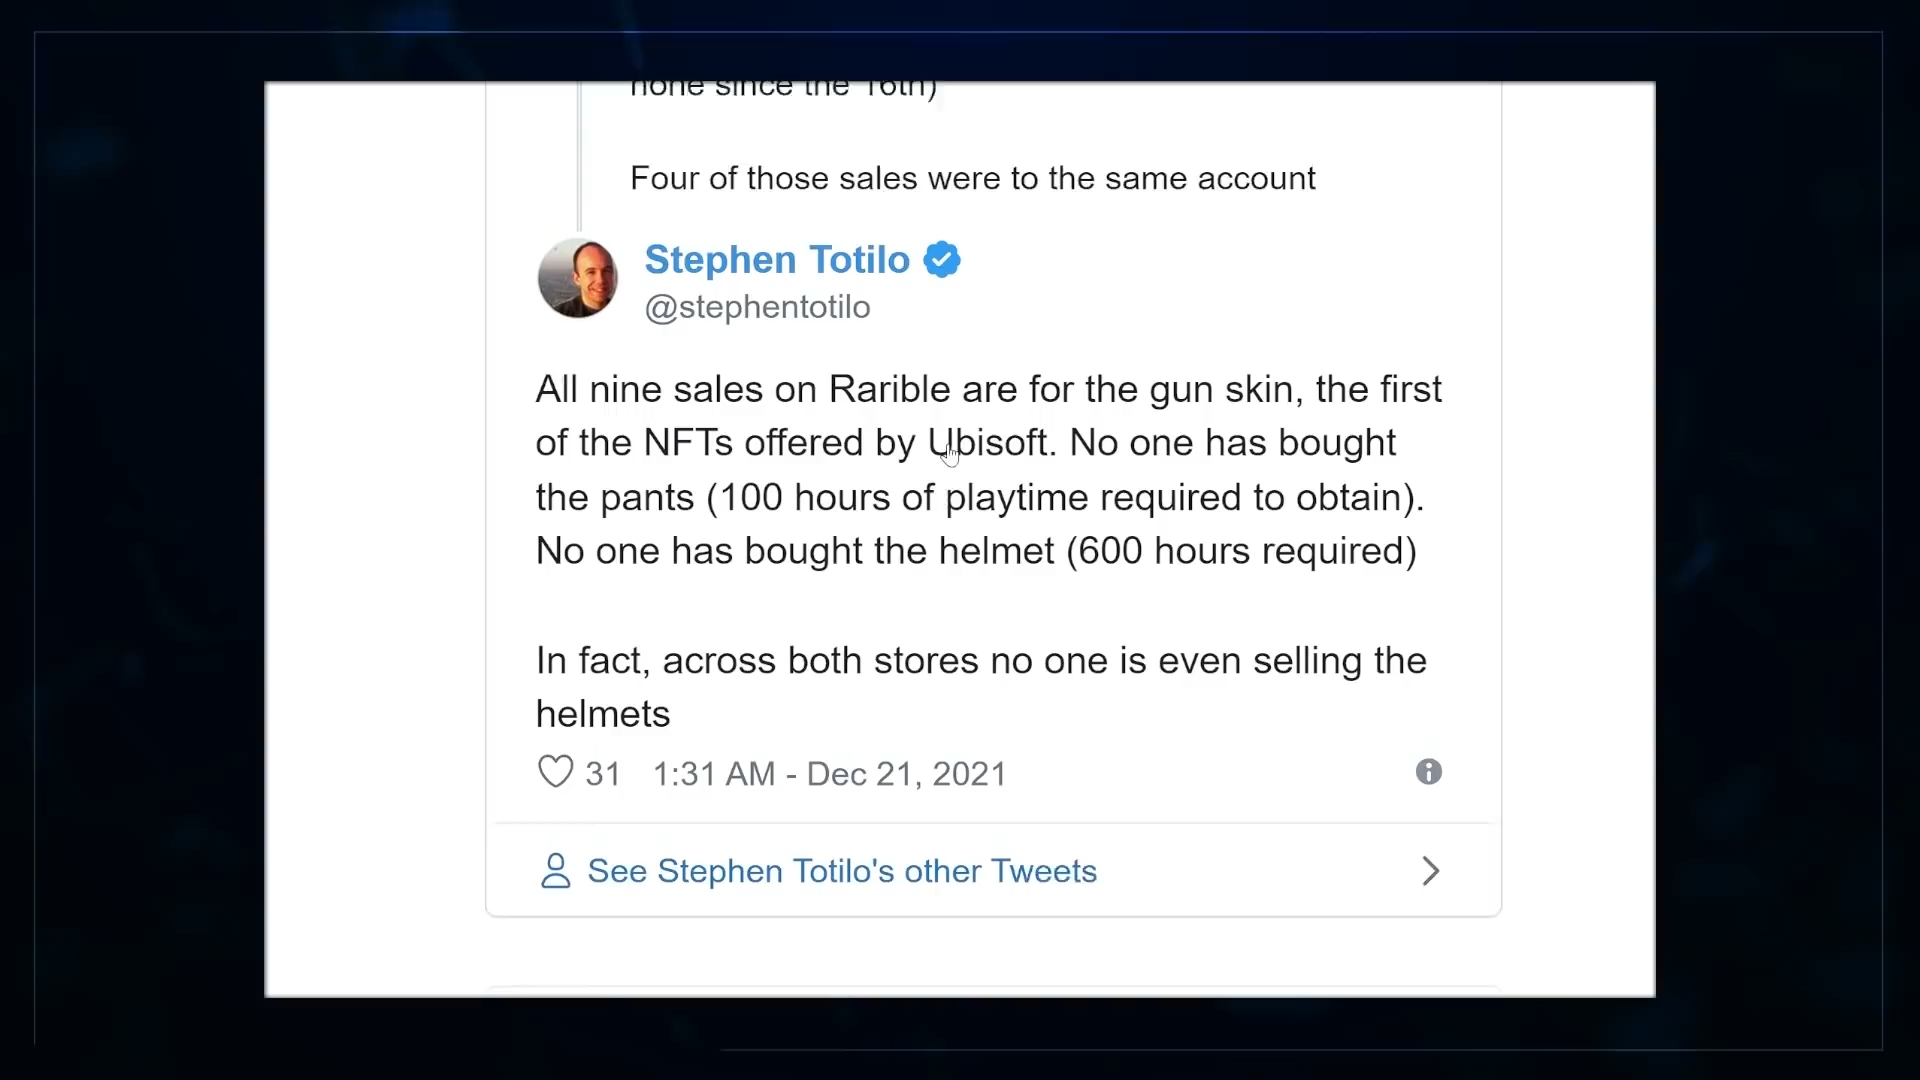 none since the 16th)
Four of those sales were to the same account
Stephen Totilo
@stephentotilo
All nine sales on Rarible are for the gun skin, the first
of the NFTs offered by Ubisoft. No one has bought
the pants (100 hours of playtime required to obtain).
No one has bought the helmet (600 hours required)
In fact, across both stores no one is even selling the
helmets
31 1:31 AM - Dec 21, 2021
See Stephen Totilo's other Tweets